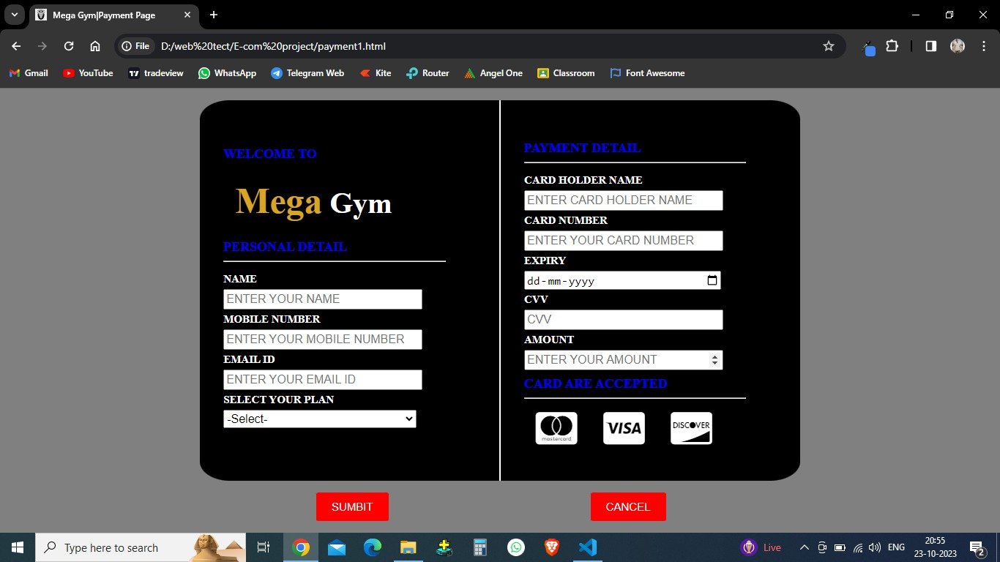 Mega Gym|Payment Page
File
D:/web%20tect/E-com%20project/payment1.html
Gmail
YouTube
tradeview
WhatsApp
Telegram Web
Kite
Router
Angel One
Classroom
Font Awesome
WELCOME TO
Mega Gym
PERSONAL DETAIL
NAME
ENTER YOUR NAME
MOBILE NUMBER
ENTER YOUR MOBILE NUMBER
EMAIL ID
ENTER YOUR EMAIL ID
SELECT YOUR PLAN
-Select-
PAYMENT DETAIL
CARD HOLDER NAME
ENTER CARD HOLDER NAME
CARD NUMBER
ENTER YOUR CARD NUMBER
EXPIRY
dd-mm-yyyy
CVV
CVV
AMOUNT
ENTER YOUR AMOUNT
CARD ARE ACCEPTED
mastercard
VISA
DISCOVER
SUMBIT
CANCEL
Type here to search
Live
ENG
20:55
23-10-2023
2